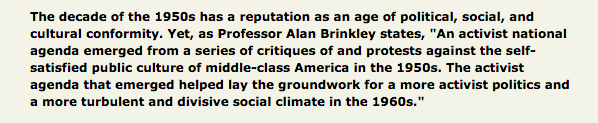 The decade of the 1950s has a reputation as an age of political, social, and
cultural conformity. Yet, as Professor Alan Brinkley states, "An activist national
agenda emerged from a series of critiques of and protests against the self-
satisfied public culture of middle-class America in the 1950s. The activist
agenda that emerged helped lay the groundwork for a more activist politics and
a more turbulent and divisive social climate in the 1960s."